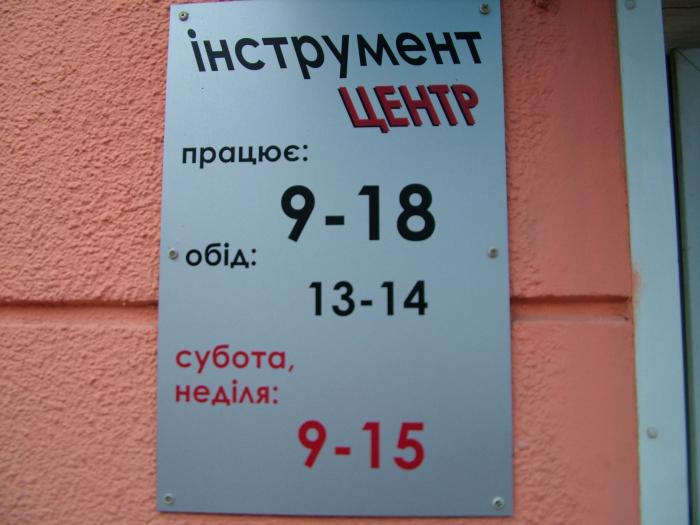 інструмент
ЦЕНТР
працює:
9-18
обід:
13-14
субота,
неділя:
9-15